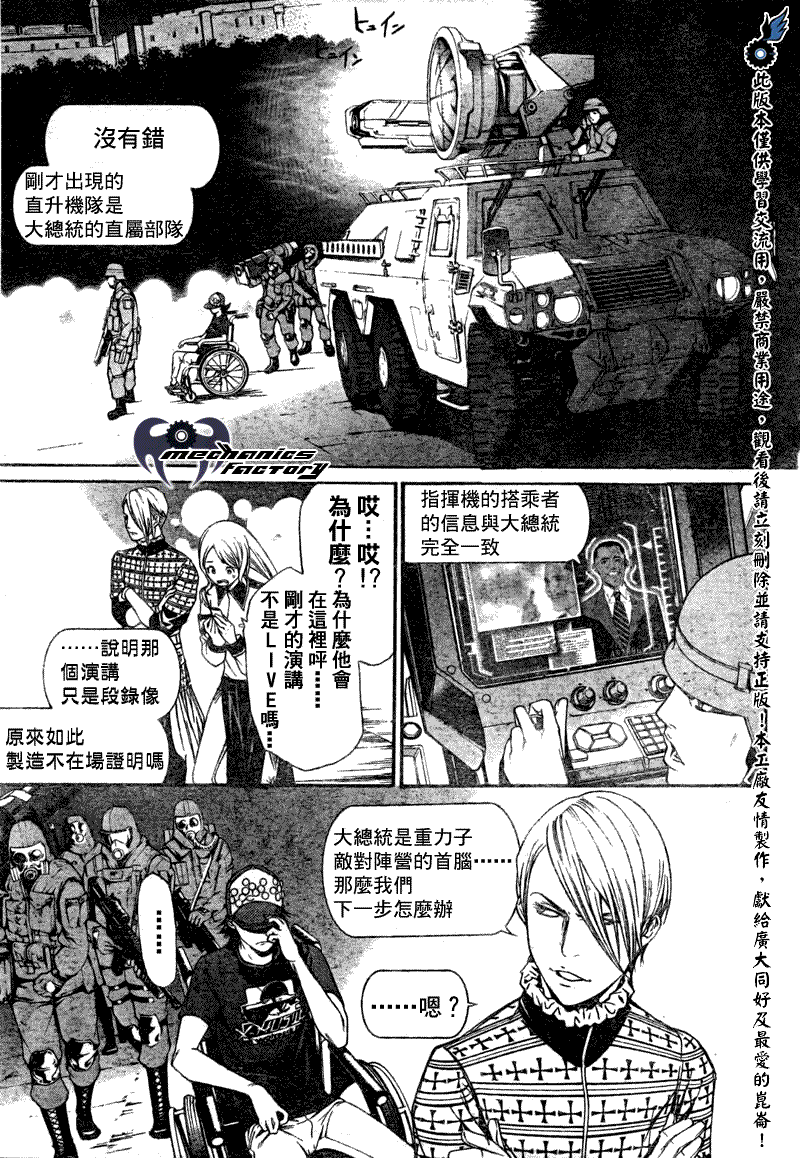 ヒュイン
ヒュイン
沒有錯
剛才出現的
直升機隊是
大總統的直屬部隊
mechanics
factory
指揮機的搭乘者
的信息與大總統
完全一致
哎…哎!?
為什麼?
為什麼他會
在這裡呼……
剛才的演講
不是LIVE嗎……
……說明那
個演講
只是段錄像
原來如此
製造不在場證明嗎
大總統是重力子
敵對陣營的首腦……
那麼我們
下一步怎麼辦
……
……嗯?
此版本僅供學習交流用，嚴禁商業用途，觀看後請立刻刪除並請支持正版！本工廠友情製作，獻給廣大同好及最愛的崑崙！